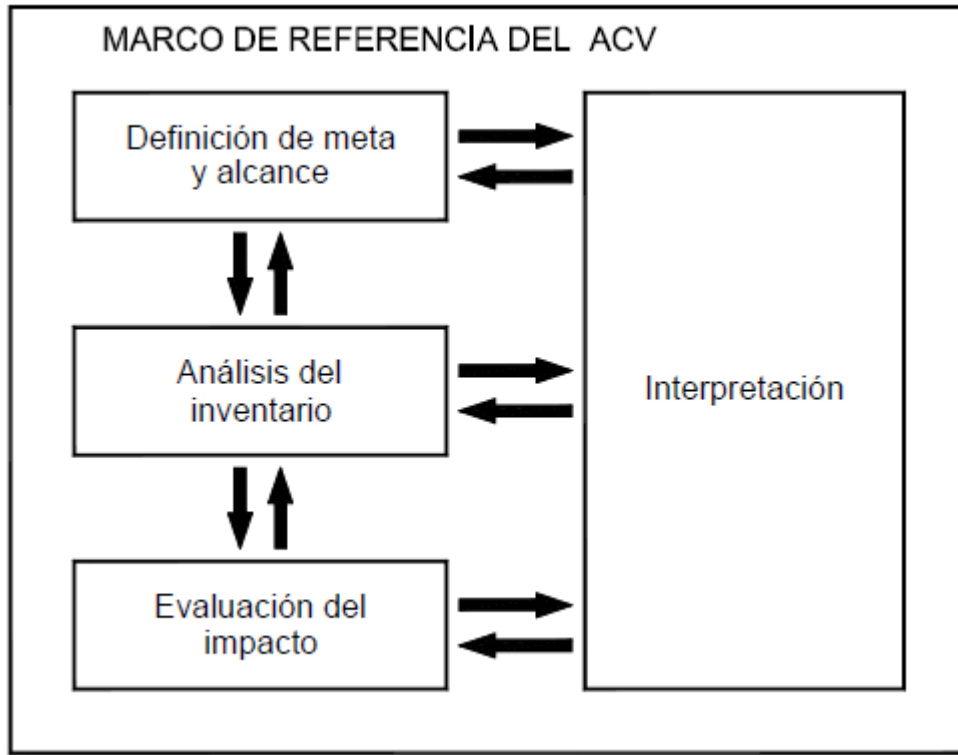 MARCO DE REFERENCIA DEL ACV
Definición de meta
y alcance
Análisis del
inventario
Interpretación
Evaluación del
impacto